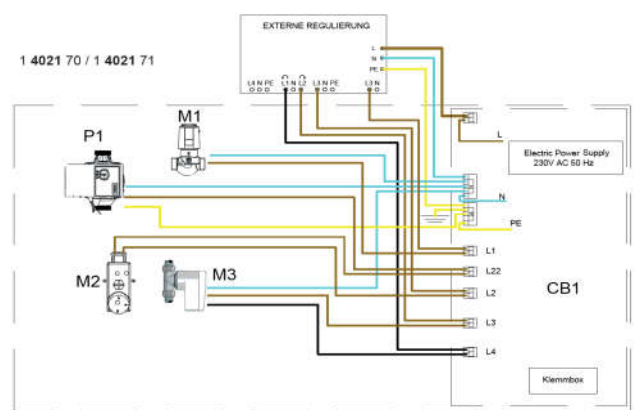 EXTERNE REGULIERUNG
L
N
PE
1 4021 70 / 1 4021 71
L4 N PE L1 N L2 L3 N PE L3 N
M1
P1
L
Electric Power Supply
230V AC 50 Hz
N
PE
L1
M2
M3
L22
CB1
L2
L3
L4
Klemmbox